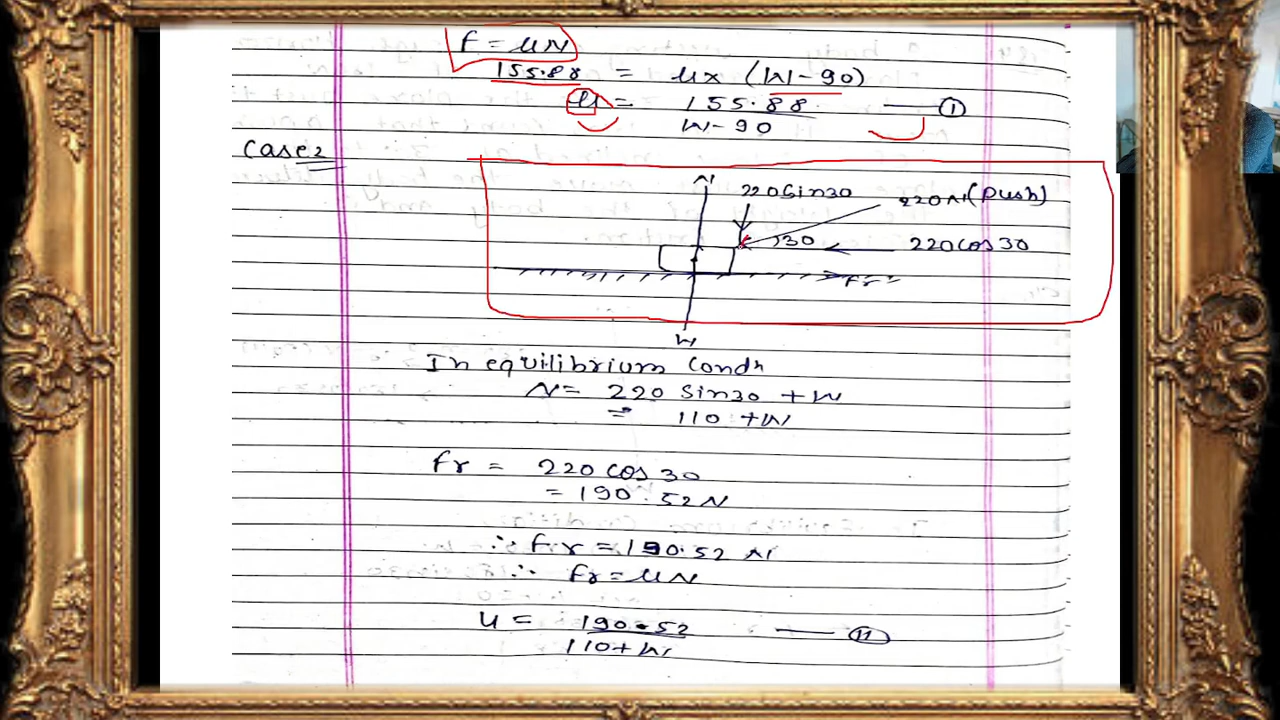 F = μN
155.88 = μx (W-90)
μ = 155.88 / W-90 —— ①
Case 2
N
220 Sin30
220N (Push)
30
220 cos 30
Fr
W
In equilibrium Condn
N = 220 Sin30 + W
= 110 + W
Fr = 220 cos 30
= 190.52 N
∴ Fr = 190.52 N
∴ Fr = μN
μ = 190.52 / 110+W —— ⑪